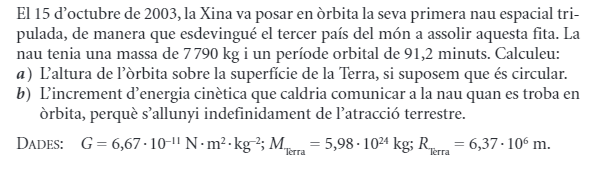 El 15 d’octubre de 2003, la Xina va posar en òrbita la seva primera nau espacial tri-
pulada, de manera que esdevingué el tercer país del món a assolir aquesta fita. La
nau tenia una massa de 7 790 kg i un període orbital de 91,2 minuts. Calculeu:
a) L’altura de l’òrbita sobre la superfície de la Terra, si suposem que és circular.
b) L’increment d’energia cinètica que caldria comunicar a la nau quan es troba en
òrbita, perquè s’allunyi indefinidament de l’atracció terrestre.
DADES: G = 6,67 · 10⁻¹¹ N · m² · kg⁻²; M_Terra = 5,98 · 10²⁴ kg; R_Terra = 6,37 · 10⁶ m.